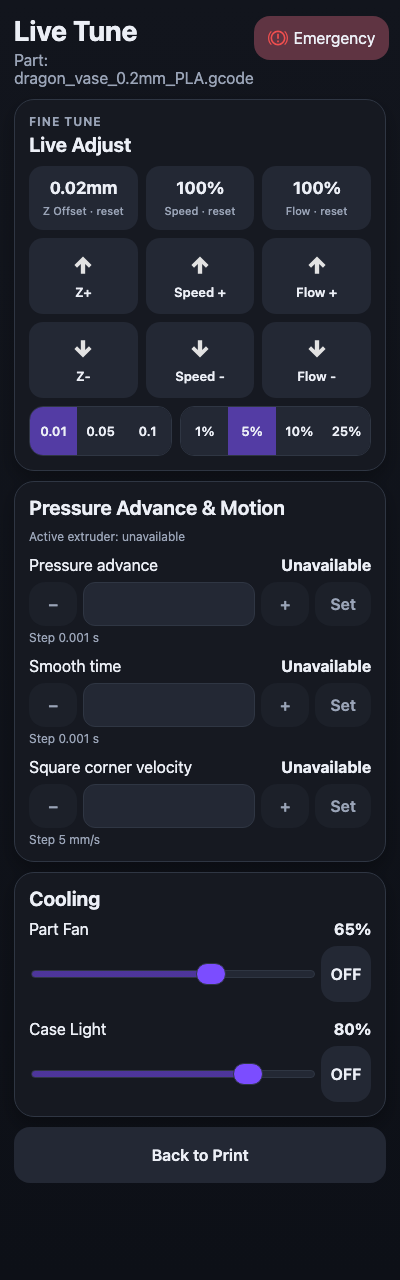 Live Tune
Emergency
Part:
dragon_vase_0.2mm_PLA.gcode
FINE TUNE
Live Adjust
0.02mm 100% 100%
Z Offset · reset Speed · reset Flow · reset
Z+ Speed + Flow +
Z- Speed - Flow -
0.01 0.05 0.1 1% 5% 10% 25%
Pressure Advance & Motion
Active extruder: unavailable
Pressure advance Unavailable
− + Set
Step 0.001 s
Smooth time Unavailable
− + Set
Step 0.001 s
Square corner velocity Unavailable
− + Set
Step 5 mm/s
Cooling
Part Fan 65%
OFF
Case Light 80%
OFF
Back to Print